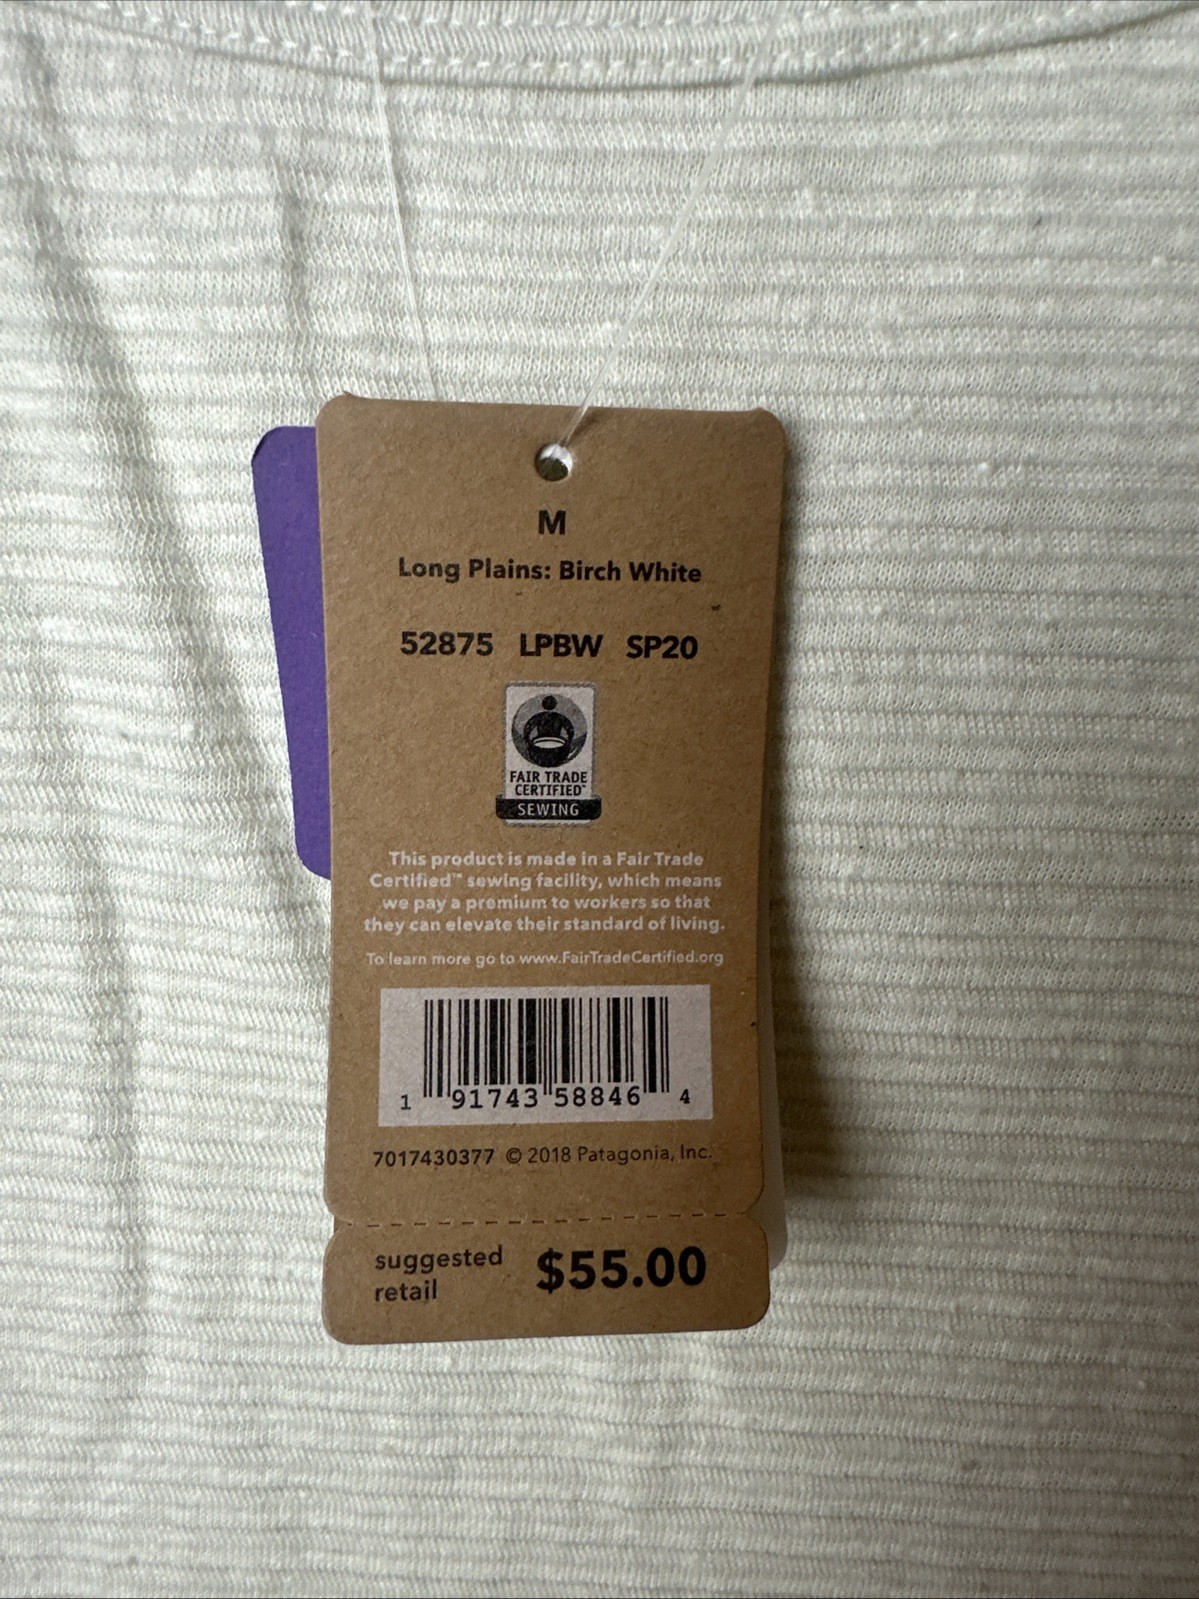 M
Long Plains: Birch White
52875 LPBW SP20
FAIR TRADE
CERTIFIED™
SEWING
This product is made in a Fair Trade
Certified™ sewing facility, which means
we pay a premium to workers so that
they can elevate their standard of living.
To learn more go to www.FairTradeCertified.org
1 91743 58846 4
7017430377 © 2018 Patagonia, Inc.
suggested
retail
$55.00